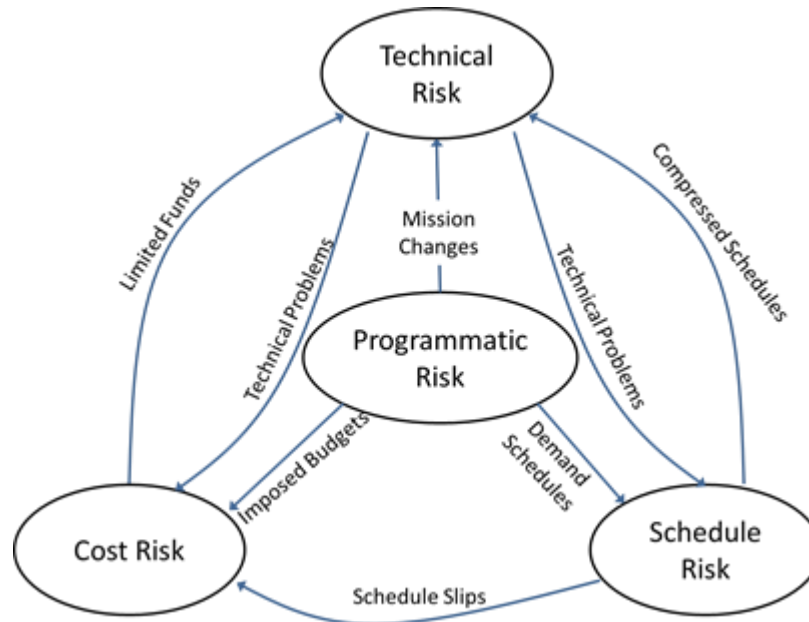 Technical
Risk
Limited Funds
Technical Problems
Mission
Changes
Technical Problems
Compressed Schedules
Programmatic
Risk
Imposed Budgets
Demand
Schedules
Cost Risk
Schedule
Risk
Schedule Slips